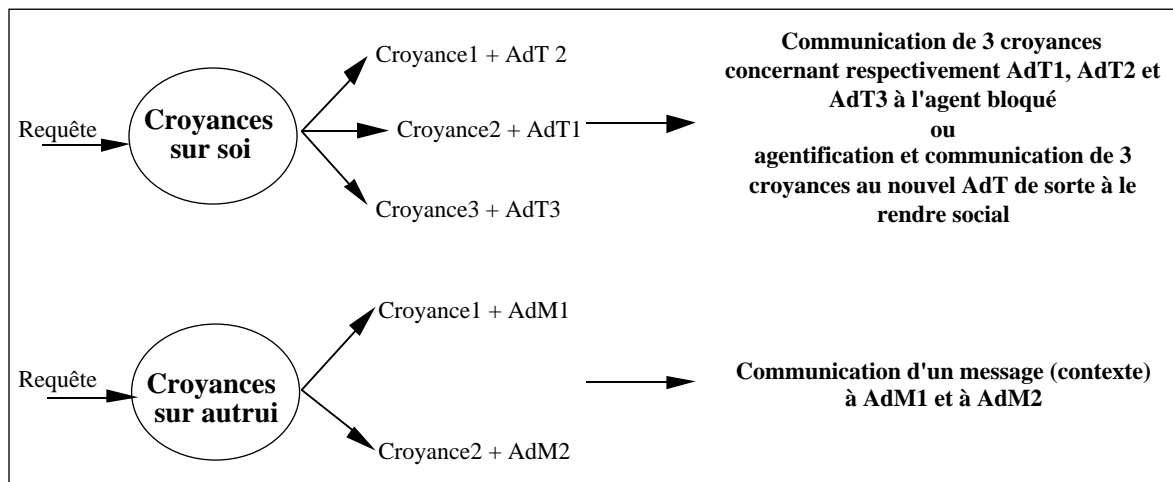 Requête
Croyances
sur soi
Croyance1 + AdT 2
Croyance2 + AdT1
Croyance3 + AdT3
Communication de 3 croyances
concernant respectivement AdT1, AdT2 et
AdT3 à l'agent bloqué
ou
agentification et communication de 3
croyances au nouvel AdT de sorte à le
rendre social
Requête
Croyances
sur autrui
Croyance1 + AdM1
Croyance2 + AdM2
Communication d'un message (contexte)
à AdM1 et à AdM2